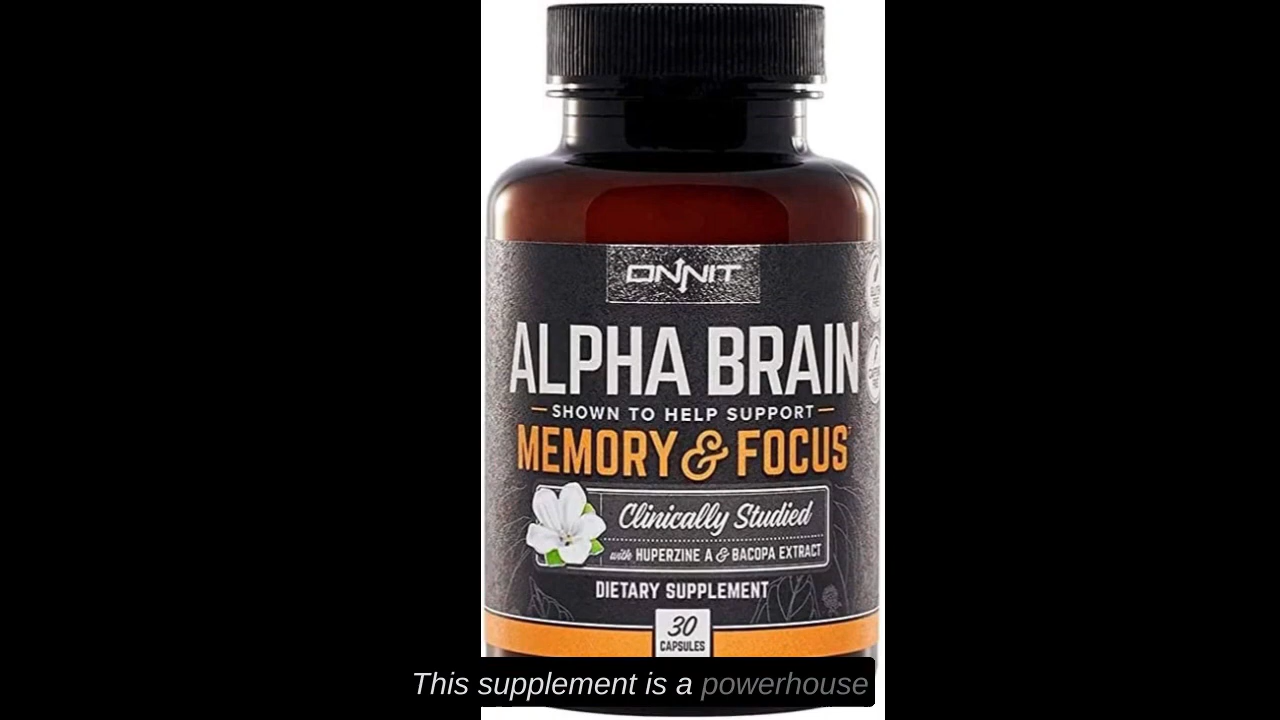 ONNIT
ALPHA BRAIN
SHOWN TO HELP SUPPORT
MEMORY & FOCUS
Clinically Studied
with HUPERZINE A & BACOPA EXTRACT
DIETARY SUPPLEMENT
30
CAPSULES
This supplement is a powerhouse